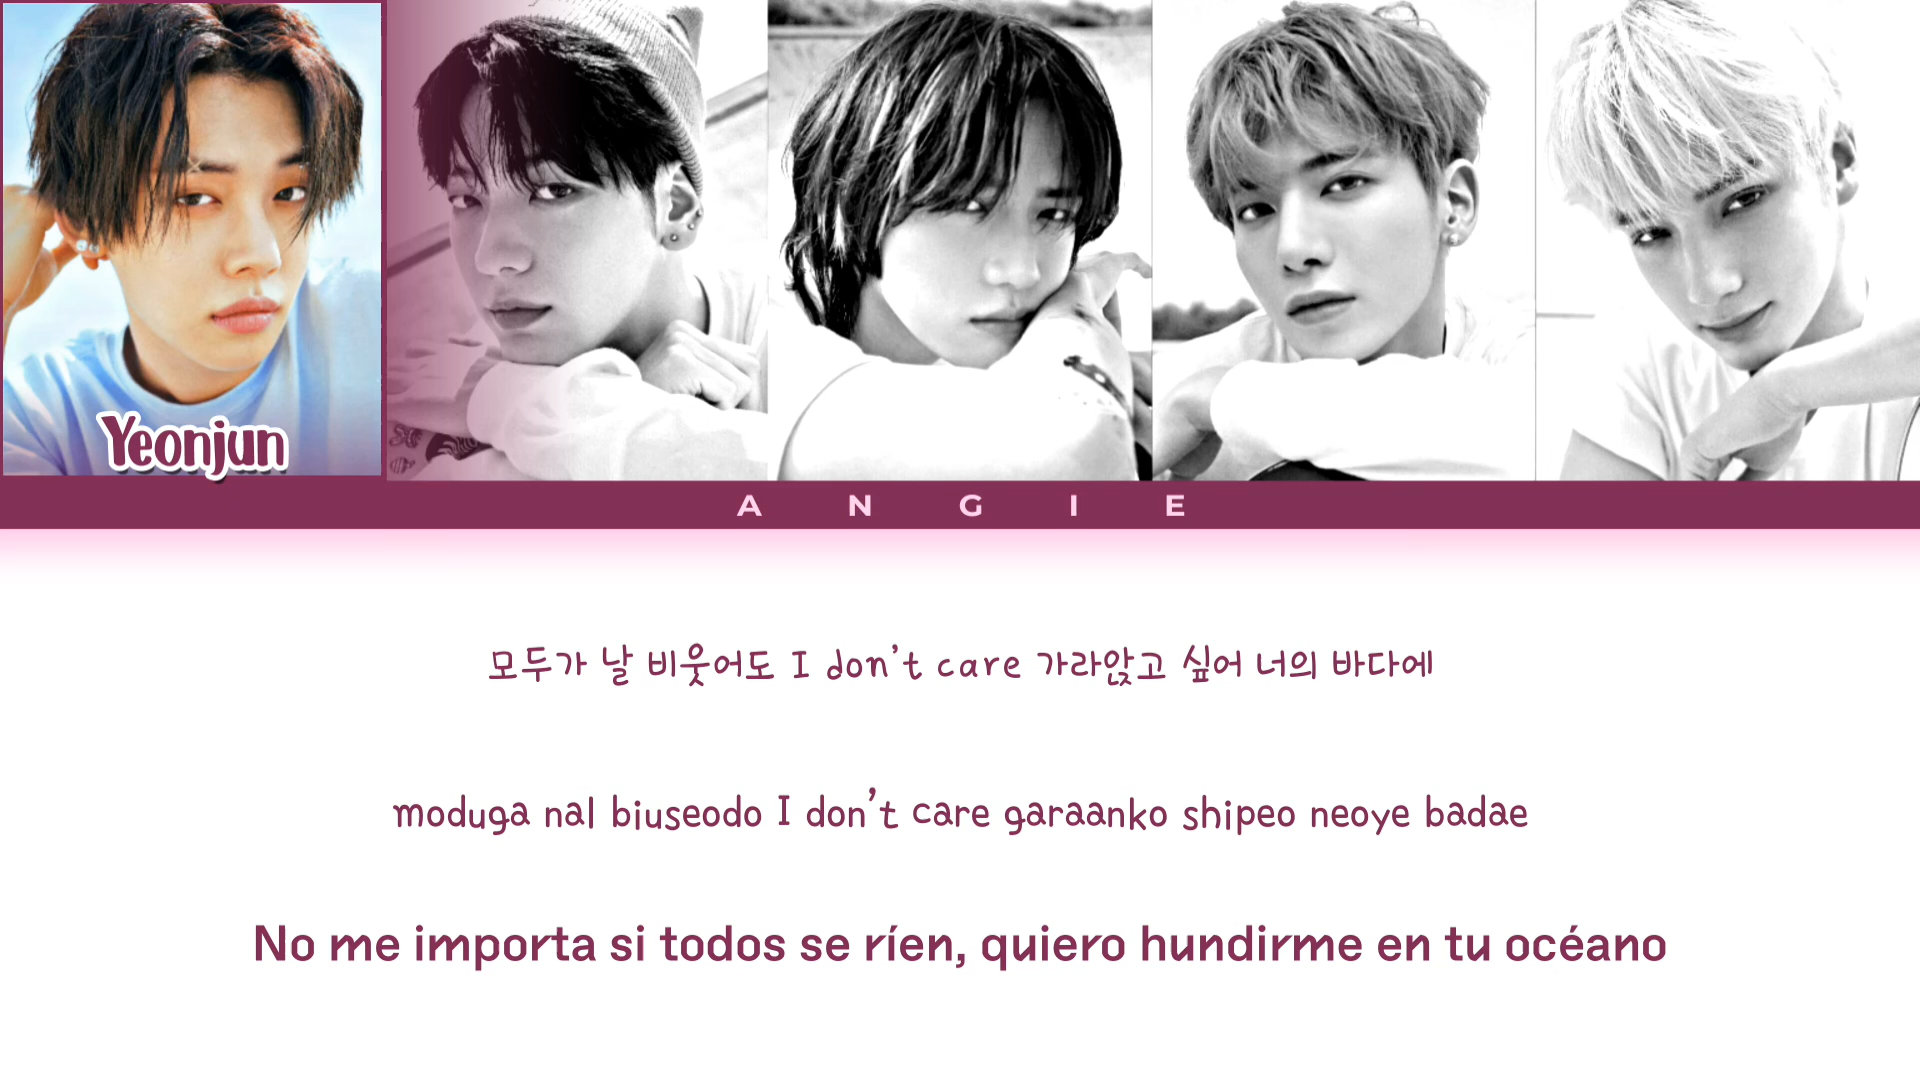 Yeonjun
A N G I E
모두가 날 비웃어도 I don't care 가라앉고 싶어 너의 바다에
moduga nal biuseodo I don't care garaanko shipeo neoye badae
No me importa si todos se ríen, quiero hundirme en tu océano